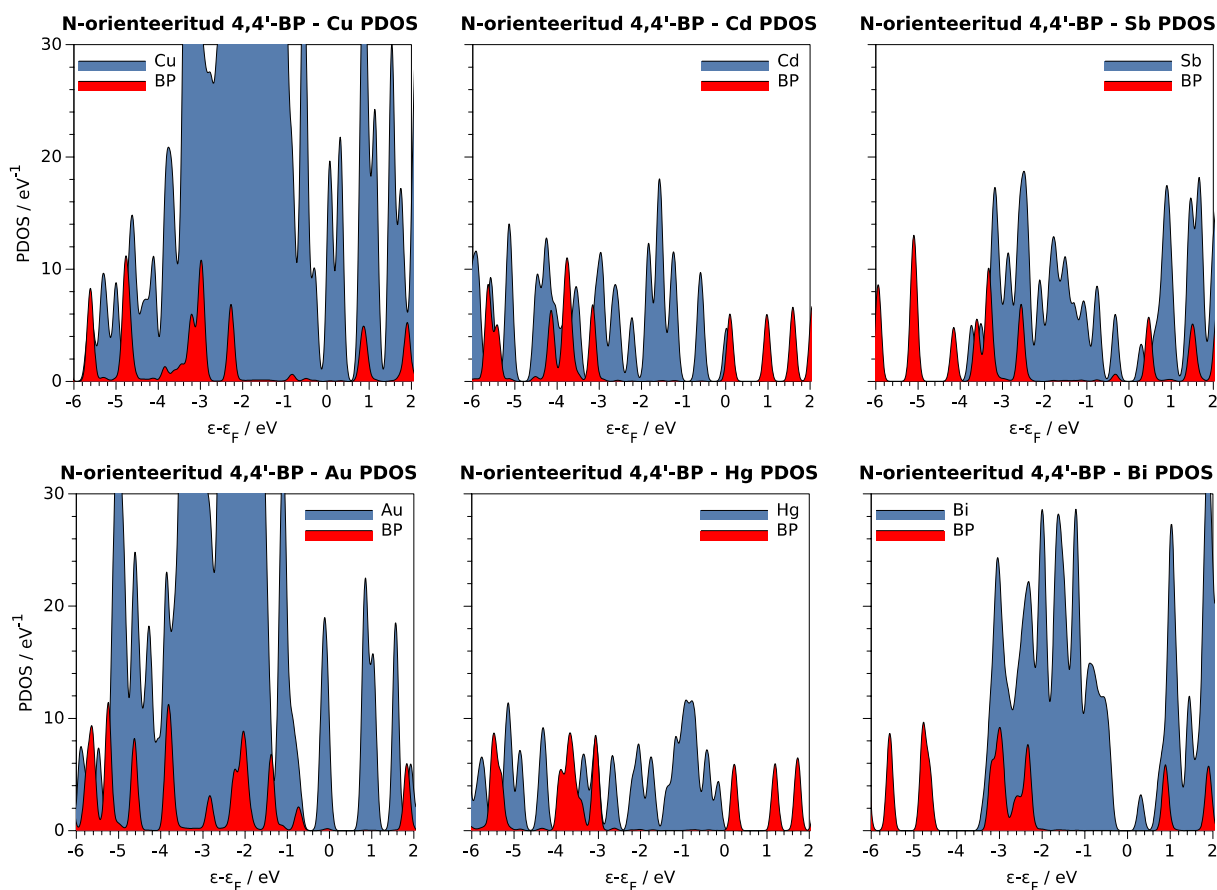 N-orienteeritud 4,4'-BP - Cu PDOS
N-orienteeritud 4,4'-BP - Cd PDOS
N-orienteeritud 4,4'-BP - Sb PDOS
30
20
10
0
PDOS / eV⁻¹
Cu
BP
Cd
BP
Sb
BP
-6 -5 -4 -3 -2 -1 0 1 2
-6 -5 -4 -3 -2 -1 0 1 2
-6 -5 -4 -3 -2 -1 0 1 2
ε-ε_F / eV
ε-ε_F / eV
ε-ε_F / eV
N-orienteeritud 4,4'-BP - Au PDOS
N-orienteeritud 4,4'-BP - Hg PDOS
N-orienteeritud 4,4'-BP - Bi PDOS
30
20
10
0
PDOS / eV⁻¹
Au
BP
Hg
BP
Bi
BP
-6 -5 -4 -3 -2 -1 0 1 2
-6 -5 -4 -3 -2 -1 0 1 2
-6 -5 -4 -3 -2 -1 0 1 2
ε-ε_F / eV
ε-ε_F / eV
ε-ε_F / eV